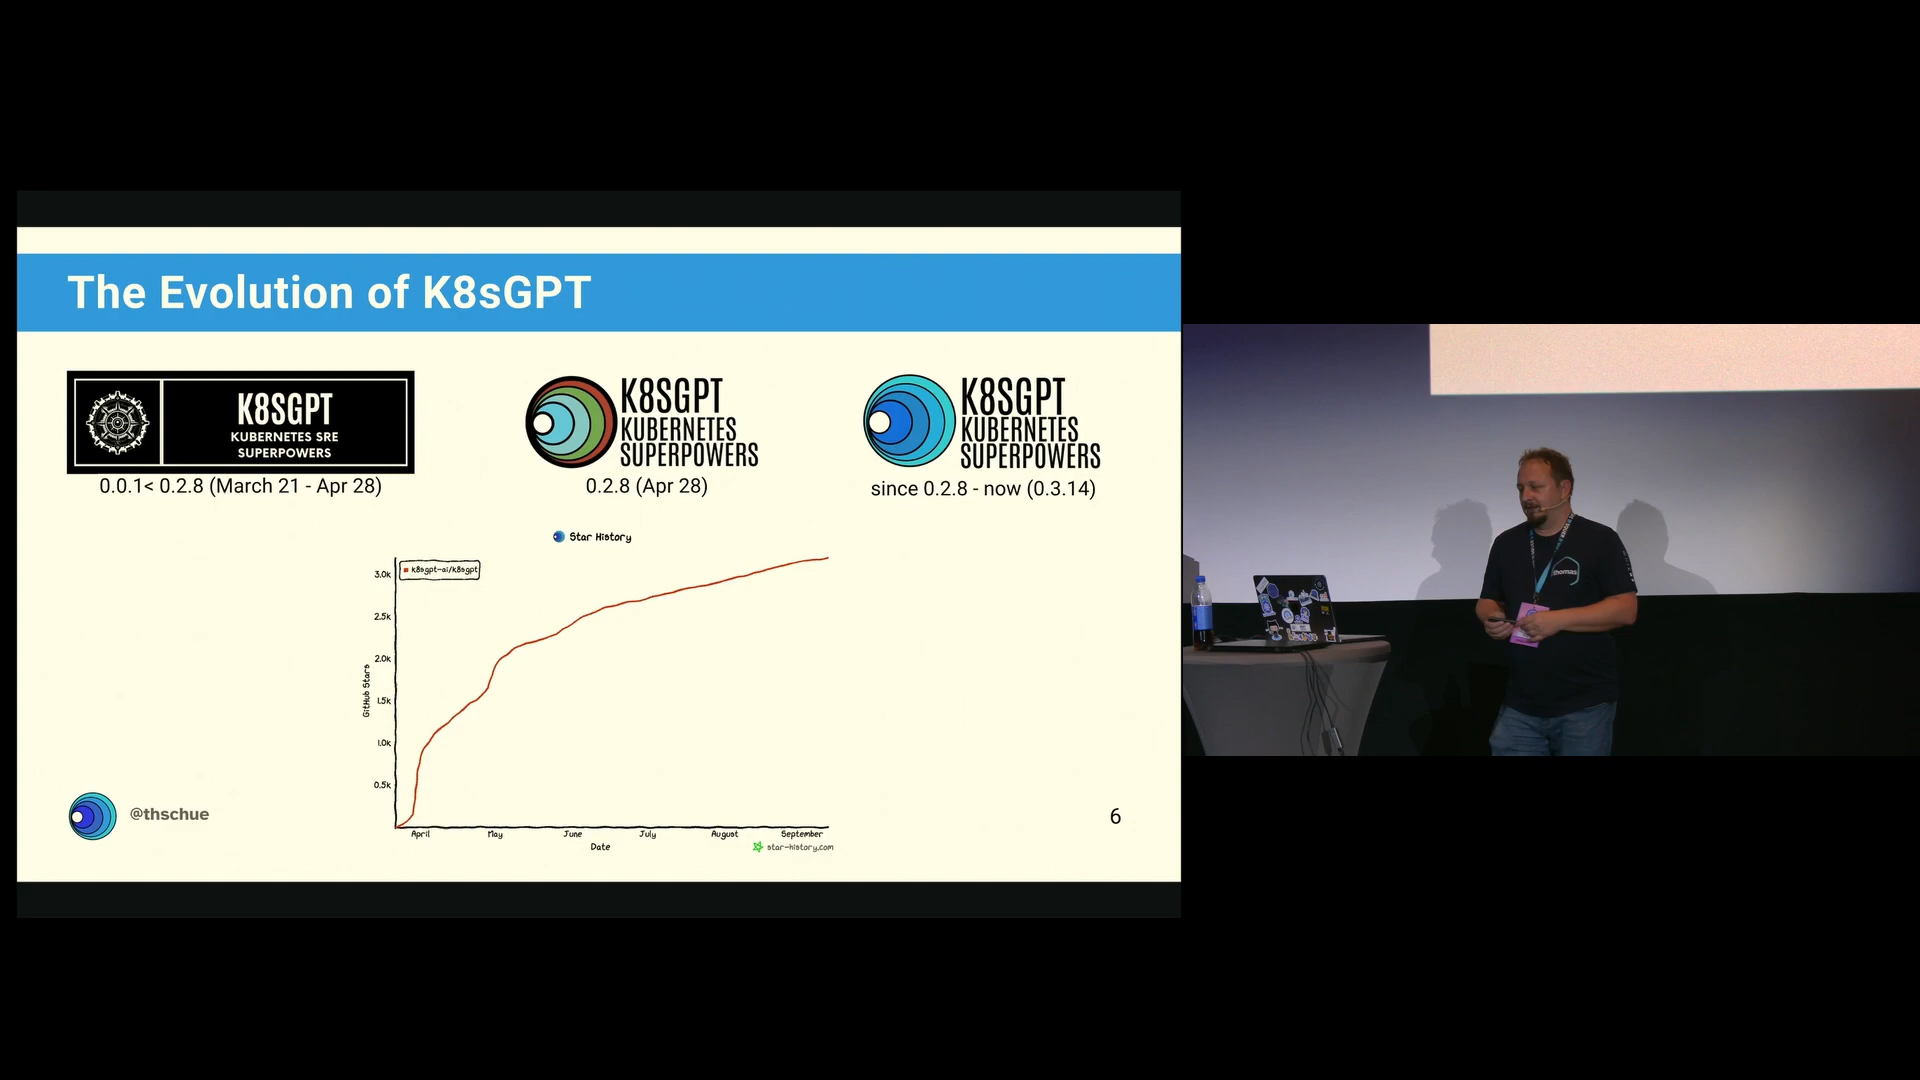 The Evolution of K8sGPT
K8SGPT
KUBERNETES SRE
SUPERPOWERS
0.0.1< 0.2.8 (March 21 - Apr 28)
K8SGPT
KUBERNETES
SUPERPOWERS
0.2.8 (Apr 28)
K8SGPT
KUBERNETES
SUPERPOWERS
since 0.2.8 - now (0.3.14)
Star History
k8sgpt-ai/k8sgpt
3.0k
2.5k
2.0k
1.5k
1.0k
0.5k
GitHub Stars
April May June July August September
Date
star-history.com
@thschue
6
thomas